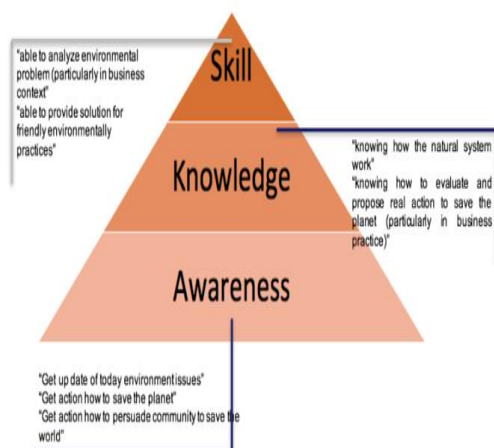 Skill
"able to analyze environmental
problem (particularly in business
context"
"able to provide solution for
friendly environmentally
practices"
Knowledge
"knowing how the natural system
work"
"knowing how to evaluate and
propose real action to save the
planet (particularly in business
practice)"
Awareness
"Get up date of today environment issues"
"Get action how to save the planet"
"Get action how to persuade community to save the
world"